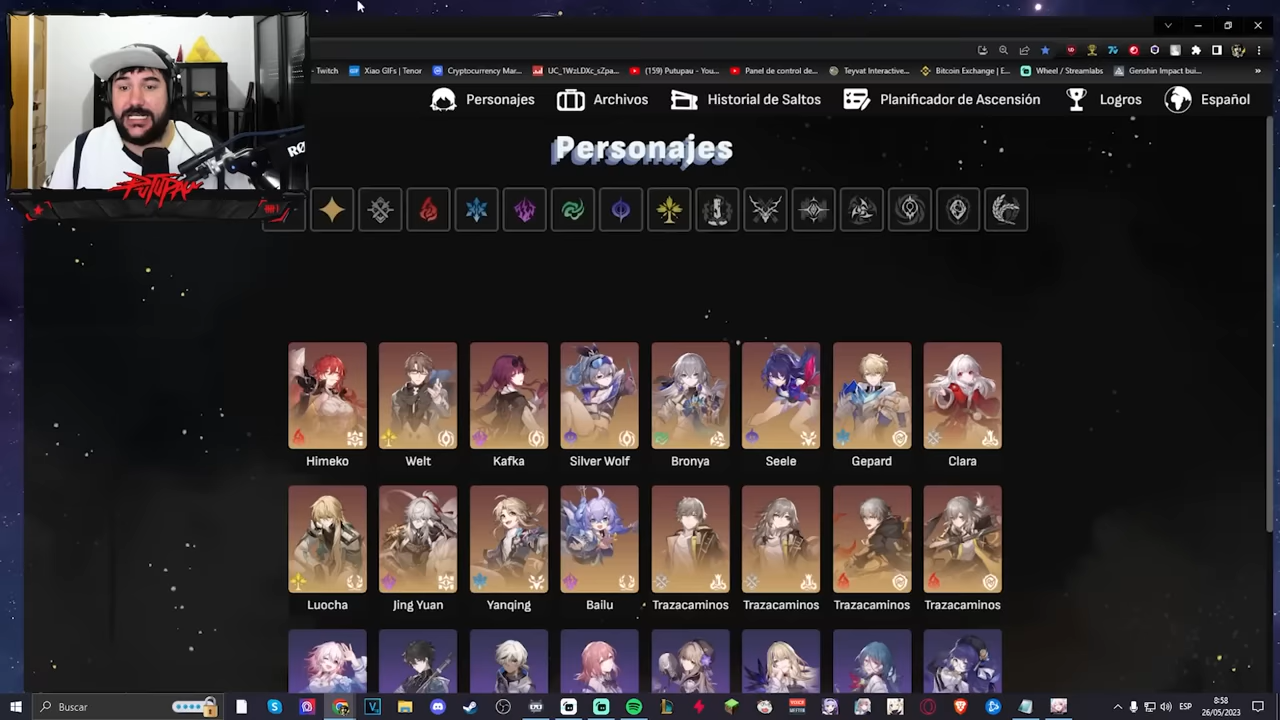 - Twitch
Xiao GIFs | Tenor
Cryptocurrency Mar...
UC_TWzJ3tXc_sZpa...
(159) Putupau - You...
Panel de control de...
Teyvat Interactive...
Bitcoin Exchange | E...
Wheel / Streamlabs
Genshin Impact bui...
»
Personajes
Archivos
Historial de Saltos
Planificador de Ascensión
Logros
Español
Personajes
PUTUPAU
Himeko
Welt
Kafka
Silver Wolf
Bronya
Seele
Gepard
Clara
Luocha
Jing Yuan
Yanqing
Bailu
Trazacaminos
Trazacaminos
Trazacaminos
Trazacaminos
Buscar
ESP
8:58
26/05/2023